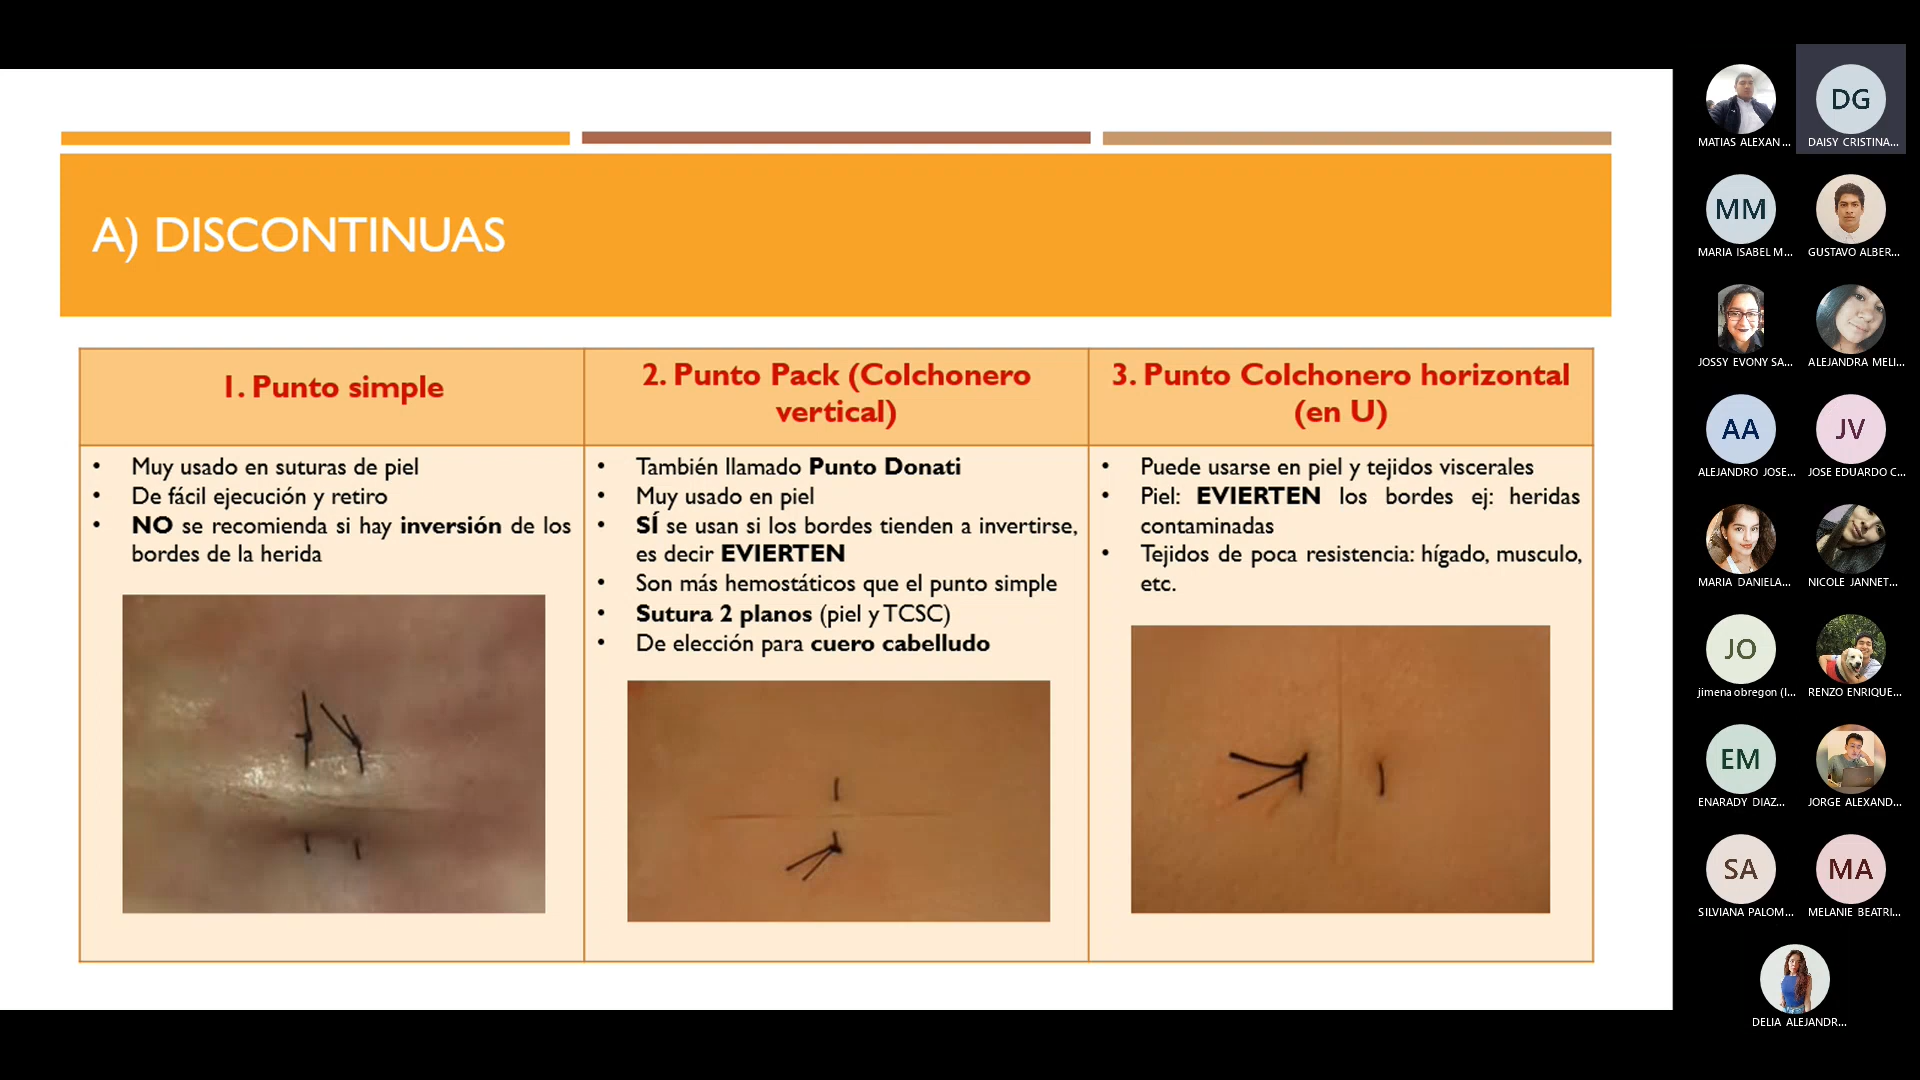 A) DISCONTINUAS
1. Punto simple
• Muy usado en suturas de piel
• De fácil ejecución y retiro
• NO se recomienda si hay inversión de los
bordes de la herida
2. Punto Pack (Colchonero
vertical)
• También llamado Punto Donati
• Muy usado en piel
• SÍ se usan si los bordes tienden a invertirse,
es decir EVIERTEN
• Son más hemostáticos que el punto simple
• Sutura 2 planos (piel y TCSC)
• De elección para cuero cabelludo
3. Punto Colchonero horizontal
(en U)
• Puede usarse en piel y tejidos viscerales
• Piel: EVIERTEN los bordes ej: heridas
contaminadas
• Tejidos de poca resistencia: hígado, musculo,
etc.
MATIAS ALEXAN...
DG
DAISY CRISTINA...
MM
MARIA ISABEL M...
GUSTAVO ALBER...
JOSSY EVONY SA...
ALEJANDRA MELI...
AA
ALEJANDRO JOSE...
JV
JOSE EDUARDO C...
MARIA DANIELA...
NICOLE JANNET...
JO
jimena obregon (I...
RENZO ENRIQUE...
EM
ENARADY DIAZ...
JORGE ALEXAND...
SA
SILVIANA PALOM...
MA
MELANIE BEATRI...
DELIA ALEJANDR...